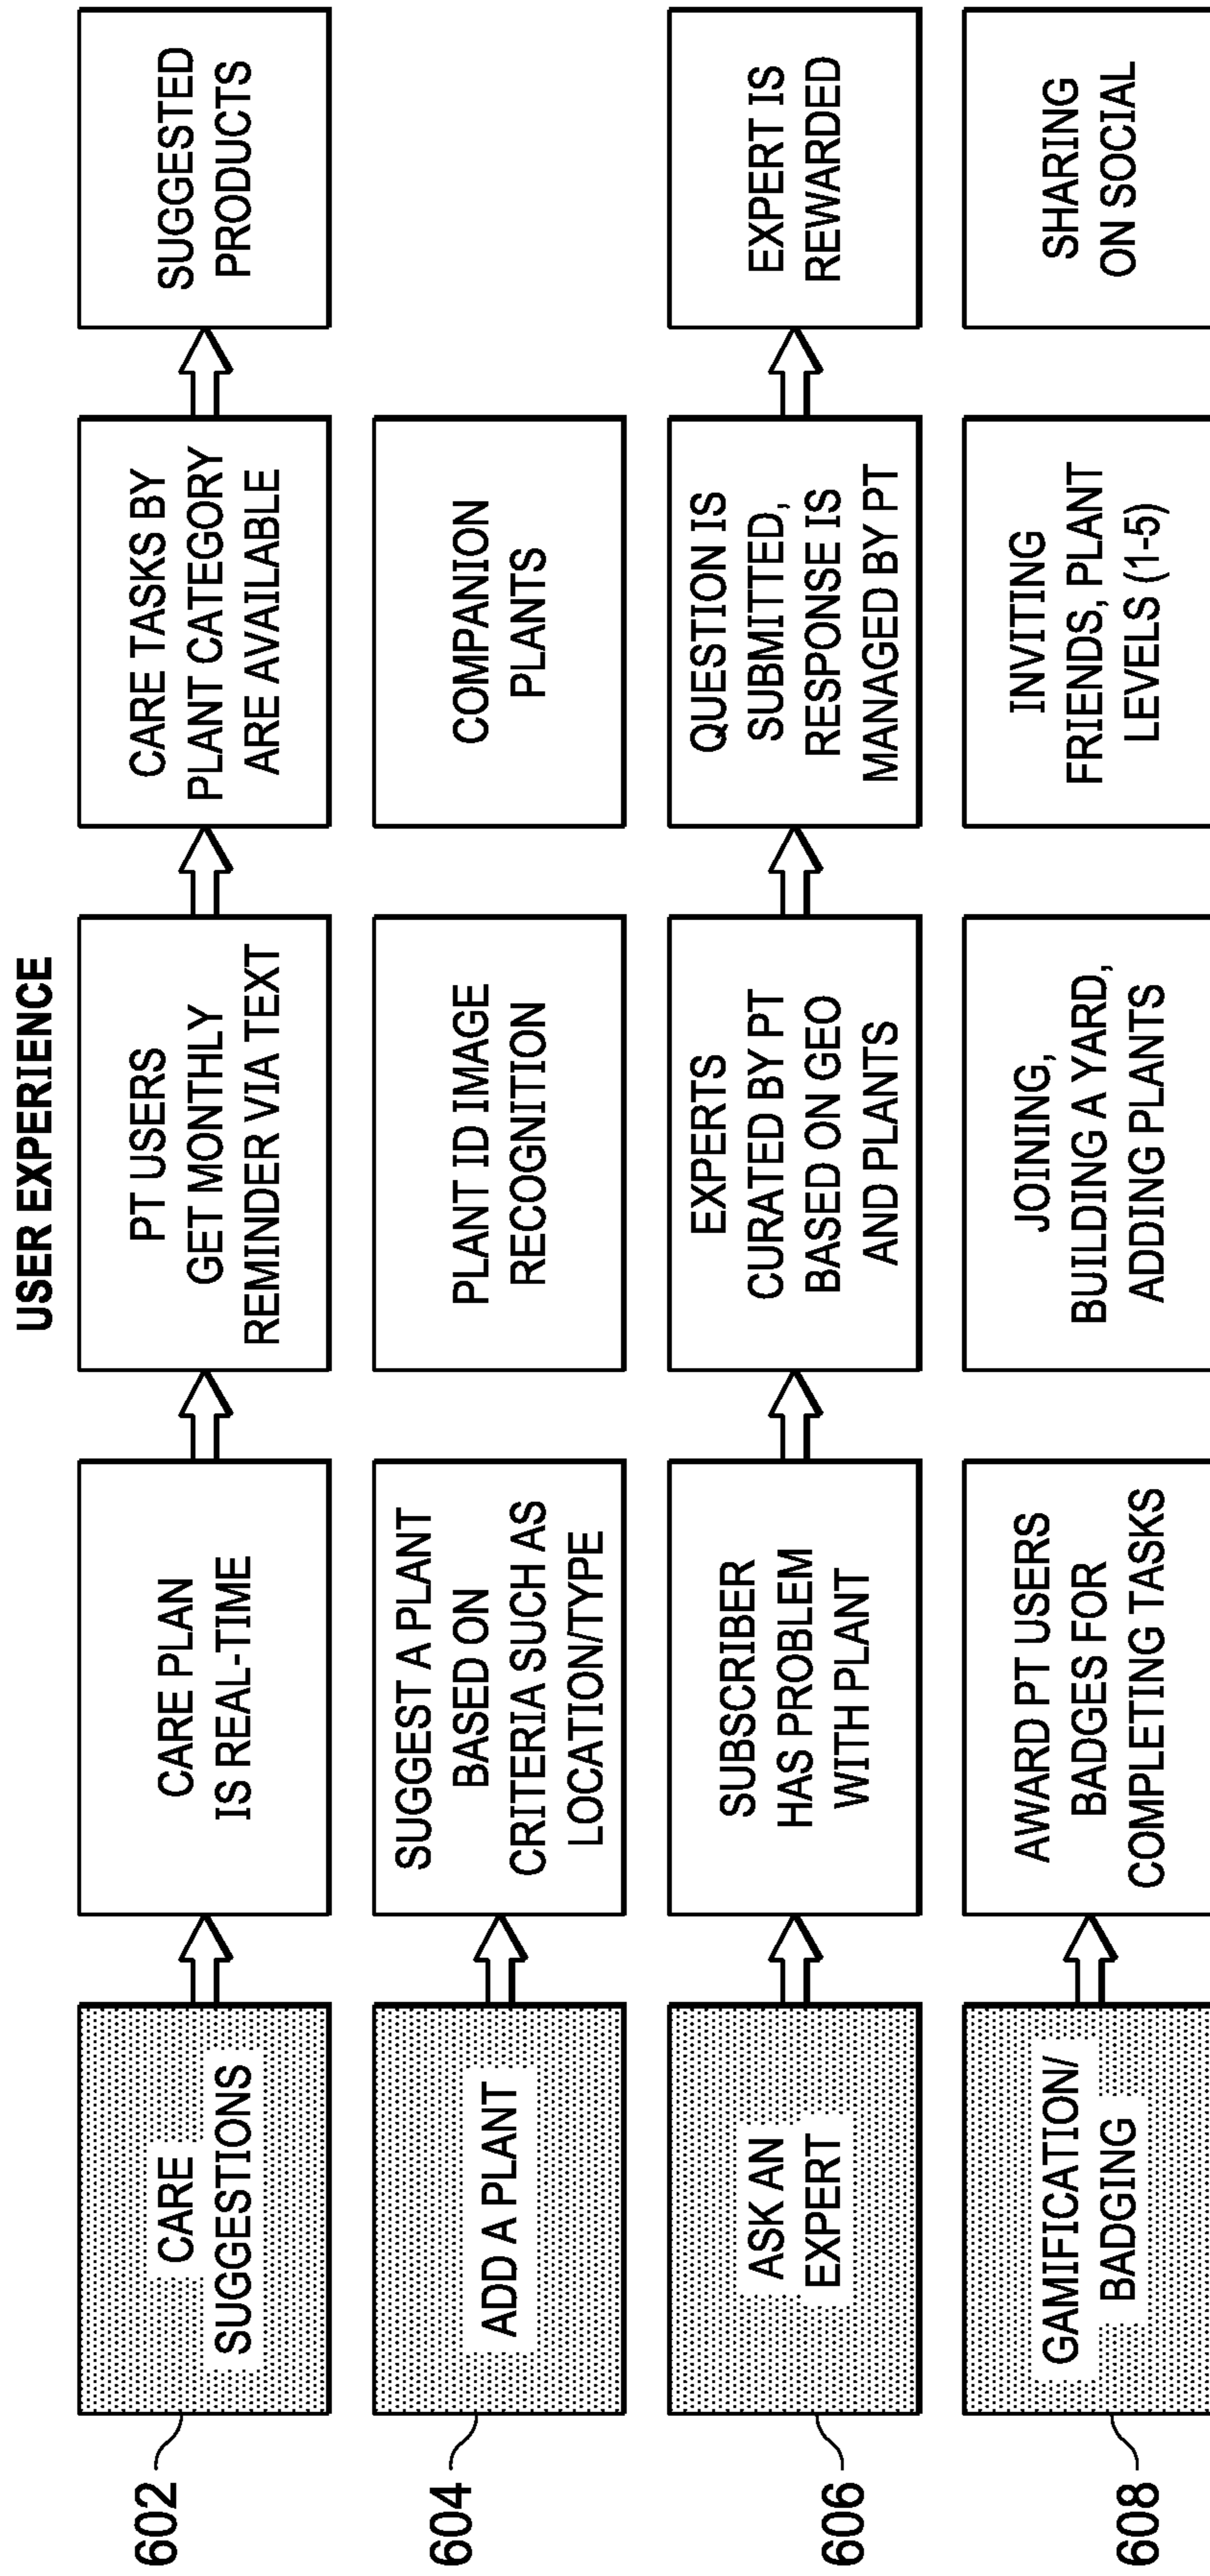 USER EXPERIENCE
602
CARE
SUGGESTIONS
CARE PLAN
IS REAL-TIME
PT USERS
GET MONTHLY
REMINDER VIA TEXT
CARE TASKS BY
PLANT CATEGORY
ARE AVAILABLE
SUGGESTED
PRODUCTS
604
ADD A PLANT
SUGGEST A PLANT
BASED ON
CRITERIA SUCH AS
LOCATION/TYPE
PLANT ID IMAGE
RECOGNITION
COMPANION
PLANTS
606
ASK AN
EXPERT
SUBSCRIBER
HAS PROBLEM
WITH PLANT
EXPERTS
CURATED BY PT
BASED ON GEO
AND PLANTS
QUESTION IS
SUBMITTED,
RESPONSE IS
MANAGED BY PT
EXPERT IS
REWARDED
608
GAMIFICATION/
BADGING
AWARD PT USERS
BADGES FOR
COMPLETING TASKS
JOINING,
BUILDING A YARD,
ADDING PLANTS
INVITING
FRIENDS, PLANT
LEVELS (1-5)
SHARING
ON SOCIAL